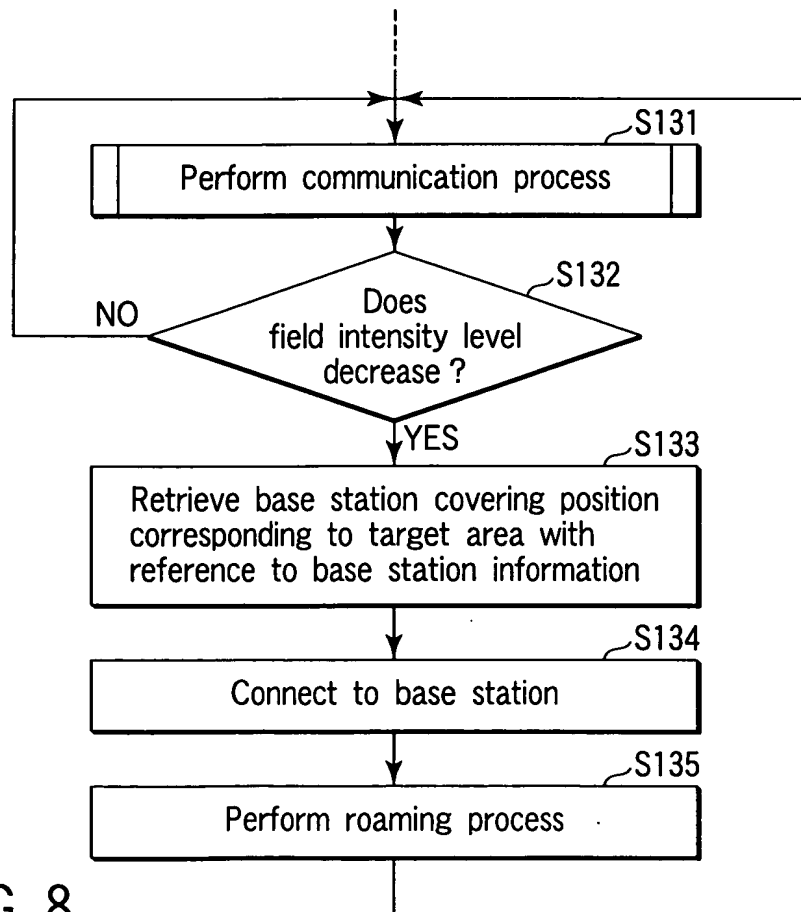 S131
Perform communication process
S132
Does
field intensity level
decrease ?
NO
YES
S133
Retrieve base station covering position
corresponding to target area with
reference to base station information
S134
Connect to base station
S135
Perform roaming process
G. 8